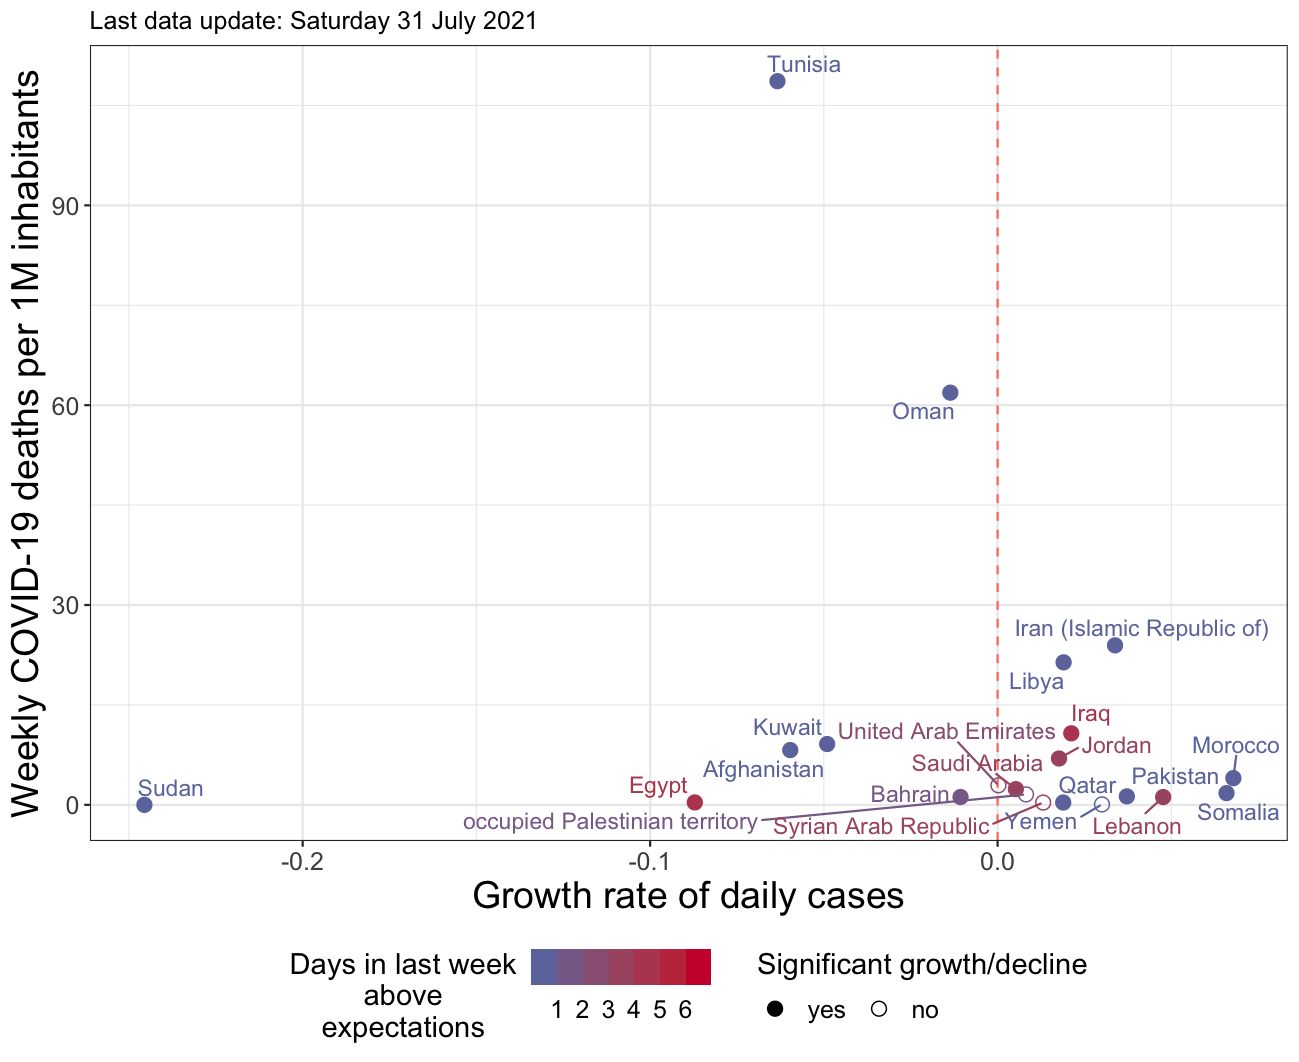 Last data update: Saturday 31 July 2021
Weekly COVID-19 deaths per 1M inhabitants
90
60
30
0
Tunisia
Oman
Iran (Islamic Republic of)
Libya
Iraq
Kuwait
United Arab Emirates
Jordan
Morocco
Saudi Arabia
Afghanistan
Pakistan
Sudan
Egypt
Qatar
Bahrain
Somalia
occupied Palestinian territory
Syrian Arab Republic
Yemen
Lebanon
-0.2
-0.1
0.0
Growth rate of daily cases
Days in last week
above
expectations
1 2 3 4 5 6
Significant growth/decline
yes
no